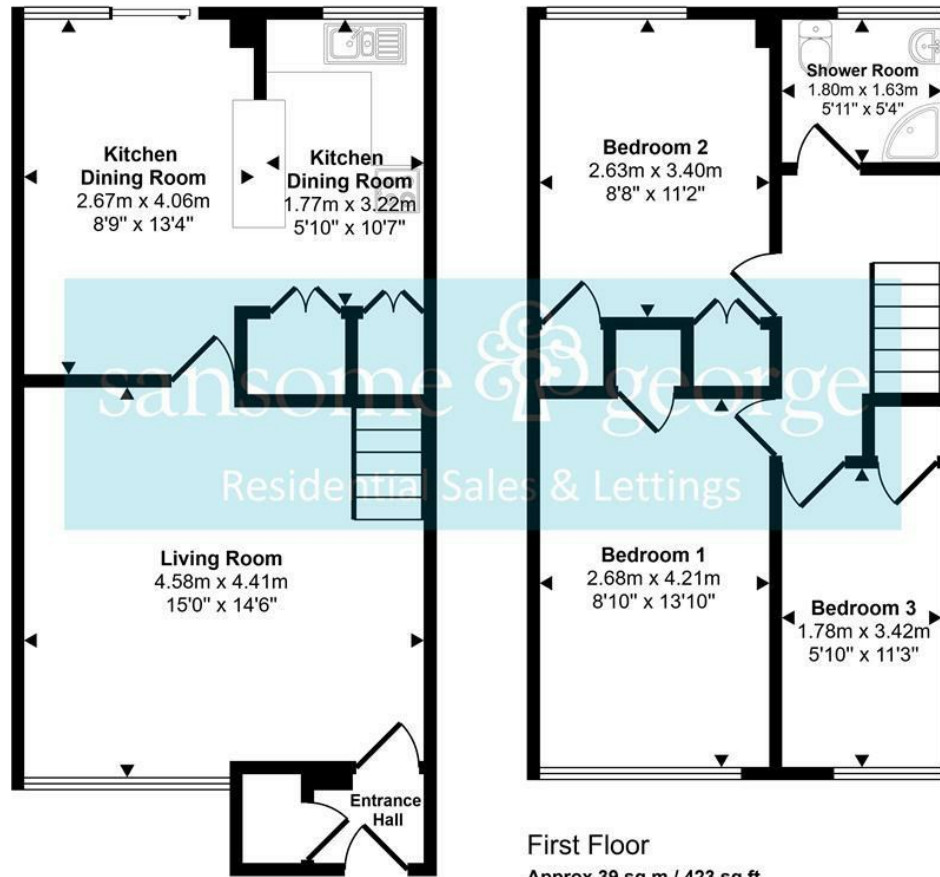 Kitchen
Dining Room
2.67m x 4.06m
8'9" x 13'4"
Kitchen
Dining Room
1.77m x 3.22m
5'10" x 10'7"
Bedroom 2
2.63m x 3.40m
8'8" x 11'2"
Shower Room
1.80m x 1.63m
5'11" x 5'4"
sansome george
Residential Sales & Lettings
Living Room
4.58m x 4.41m
15'0" x 14'6"
Bedroom 1
2.68m x 4.21m
8'10" x 13'10"
Bedroom 3
1.78m x 3.42m
5'10" x 11'3"
Entrance
Hall
First Floor
Approx 39 sq m / 423 sq ft